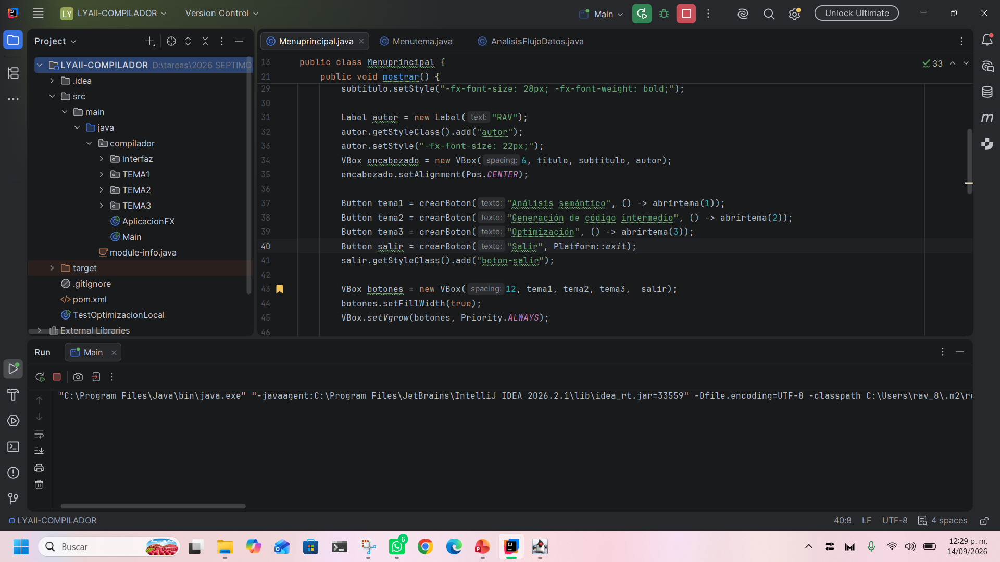 LY LYAII-COMPILADOR Version Control Main Unlock Ultimate
Project
LYAII-COMPILADOR D:\tareas\2026 SEPTIMO
.idea
src
main
java
compilador
interfaz
TEMA1
TEMA2
TEMA3
AplicacionFX
Main
module-info.java
target
.gitignore
pom.xml
TestOptimizacionLocal
External Libraries
Menuprincipal.java Menutema.java AnalisisFlujoDatos.java
33
13 public class Menuprincipal {
21 public void mostrar() {
29 subtitulo.setStyle("-fx-font-size: 28px; -fx-font-weight: bold;");
30
31 Label autor = new Label( text: "RAV");
32 autor.getStyleClass().add("autor");
33 autor.setStyle("-fx-font-size: 22px;");
34 VBox encabezado = new VBox( spacing: 6, titulo, subtitulo, autor);
35 encabezado.setAlignment(Pos.CENTER);
36
37 Button tema1 = crearBoton( texto: "Análisis semántico", () -> abrirtema(1));
38 Button tema2 = crearBoton( texto: "Generación de código intermedio", () -> abrirtema(2));
39 Button tema3 = crearBoton( texto: "Optimización", () -> abrirtema(3));
40 Button salir = crearBoton( texto: "Salir", Platform::exit);
41 salir.getStyleClass().add("boton-salir");
42
43 VBox botones = new VBox( spacing: 12, tema1, tema2, tema3,  salir);
44 botones.setFillWidth(true);
45 VBox.setVgrow(botones, Priority.ALWAYS);
46
Run Main
"C:\Program Files\Java\bin\java.exe" "-javaagent:C:\Program Files\JetBrains\IntelliJ IDEA 2026.2.1\lib\idea_rt.jar=33559" -Dfile.encoding=UTF-8 -classpath C:\Users\rav_8\.m2\re
LYAII-COMPILADOR 40:8 LF UTF-8 4 spaces
Buscar
6
12:29 p. m.
14/09/2026